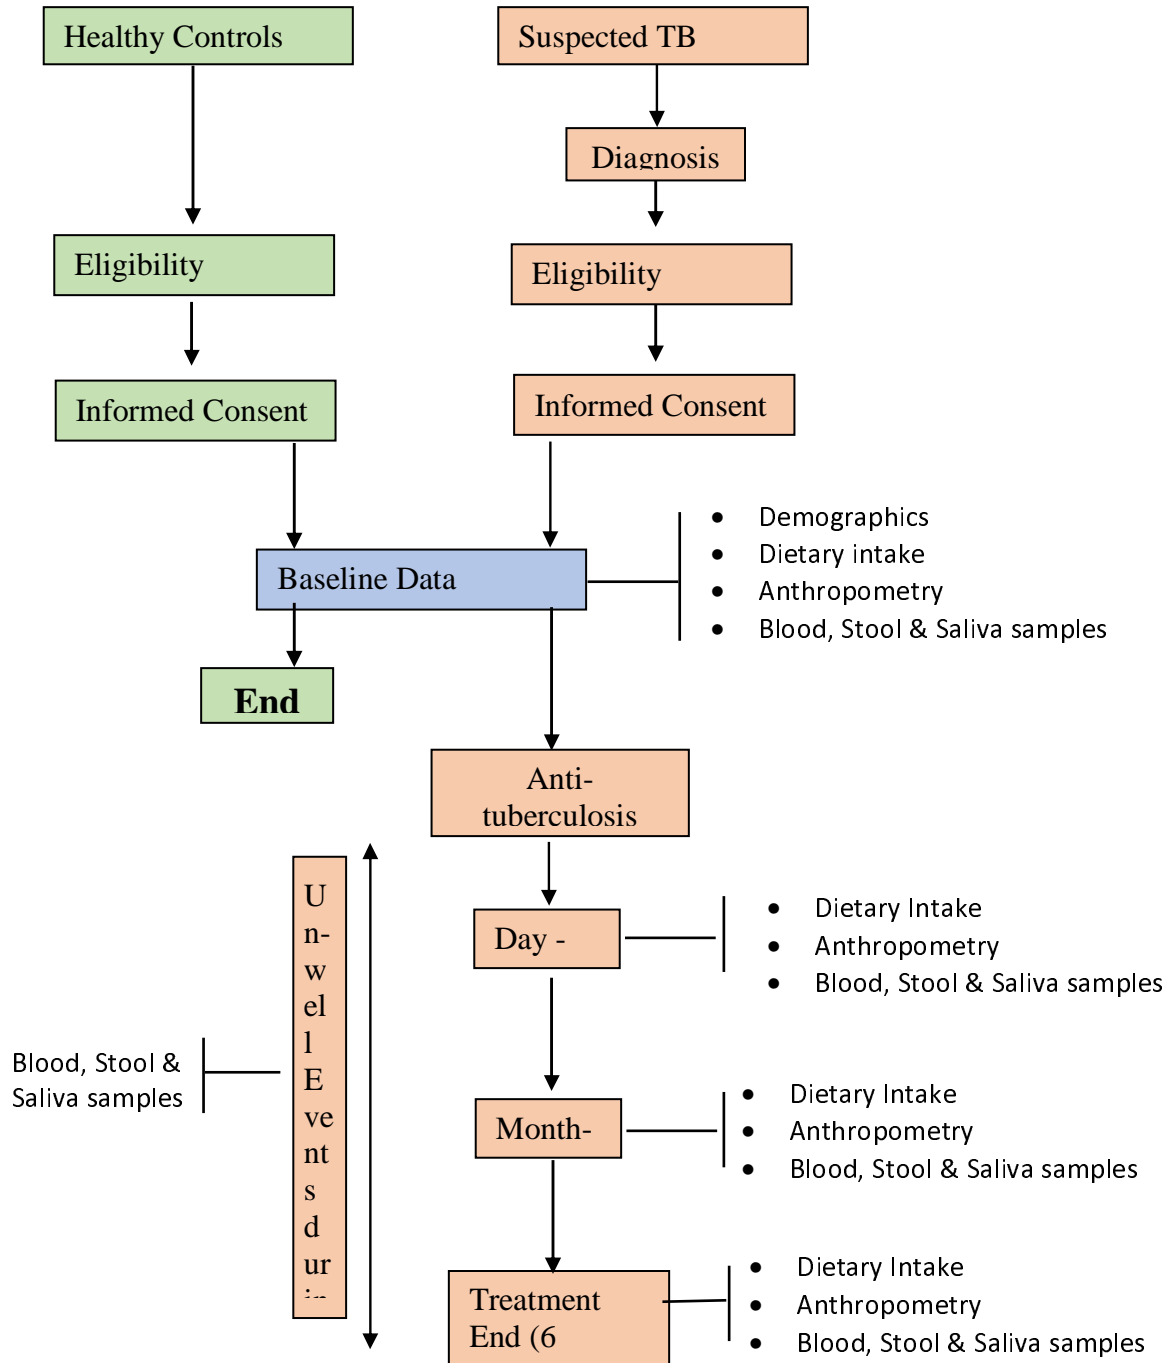 Healthy Controls
Suspected TB
Diagnosis
Eligibility
Eligibility
Informed Consent
Informed Consent
Baseline Data
• Demographics
• Dietary intake
• Anthropometry
• Blood, Stool & Saliva samples
End
Anti-
tuberculosis
U
n-
w
el
l
E
ve
nt
s
d
ur
Blood, Stool &
Saliva samples
Day -
• Dietary Intake
• Anthropometry
• Blood, Stool & Saliva samples
Month-
• Dietary Intake
• Anthropometry
• Blood, Stool & Saliva samples
Treatment
End (6
• Dietary Intake
• Anthropometry
• Blood, Stool & Saliva samples